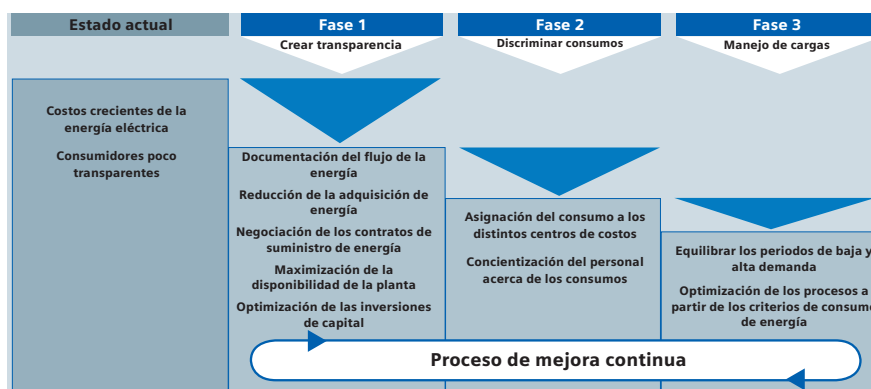 Estado actual
Fase 1
Fase 2
Fase 3
Crear transparencia
Discriminar consumos
Manejo de cargas
Costos crecientes de la
energía eléctrica
Consumidores poco
transparentes
Documentación del flujo de la
energía
Reducción de la adquisición de
energía
Negociación de los contratos de
suministro de energía
Maximización de la
disponibilidad de la planta
Optimización de las inversiones
de capital
Asignación del consumo a los
distintos centros de costos
Concientización del personal
acerca de los consumos
Equilibrar los periodos de baja y
alta demanda
Optimización de los procesos a
partir de los criterios de consumo
de energía
Proceso de mejora continua